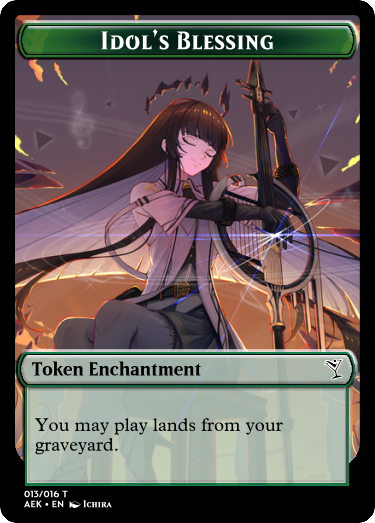 Idol's Blessing
Token Enchantment
You may play lands from your
graveyard.
013/016 T
AEK • EN Ichira